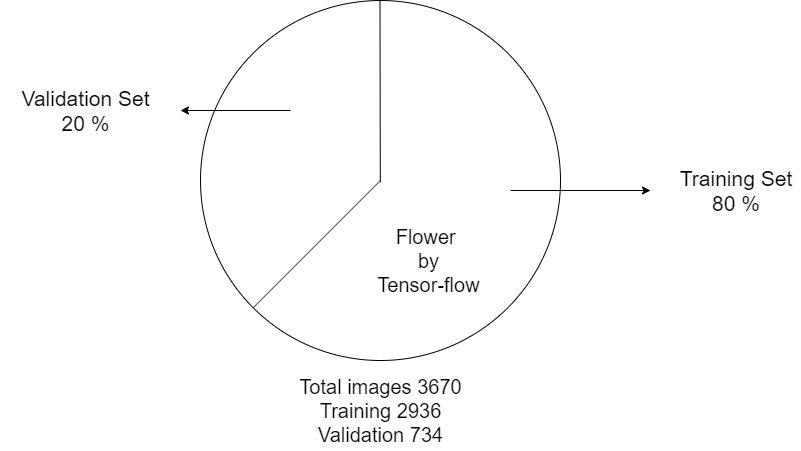 Validation Set
20 %
Training Set
80 %
Flower
by
Tensor-flow
Total images 3670
Training 2936
Validation 734